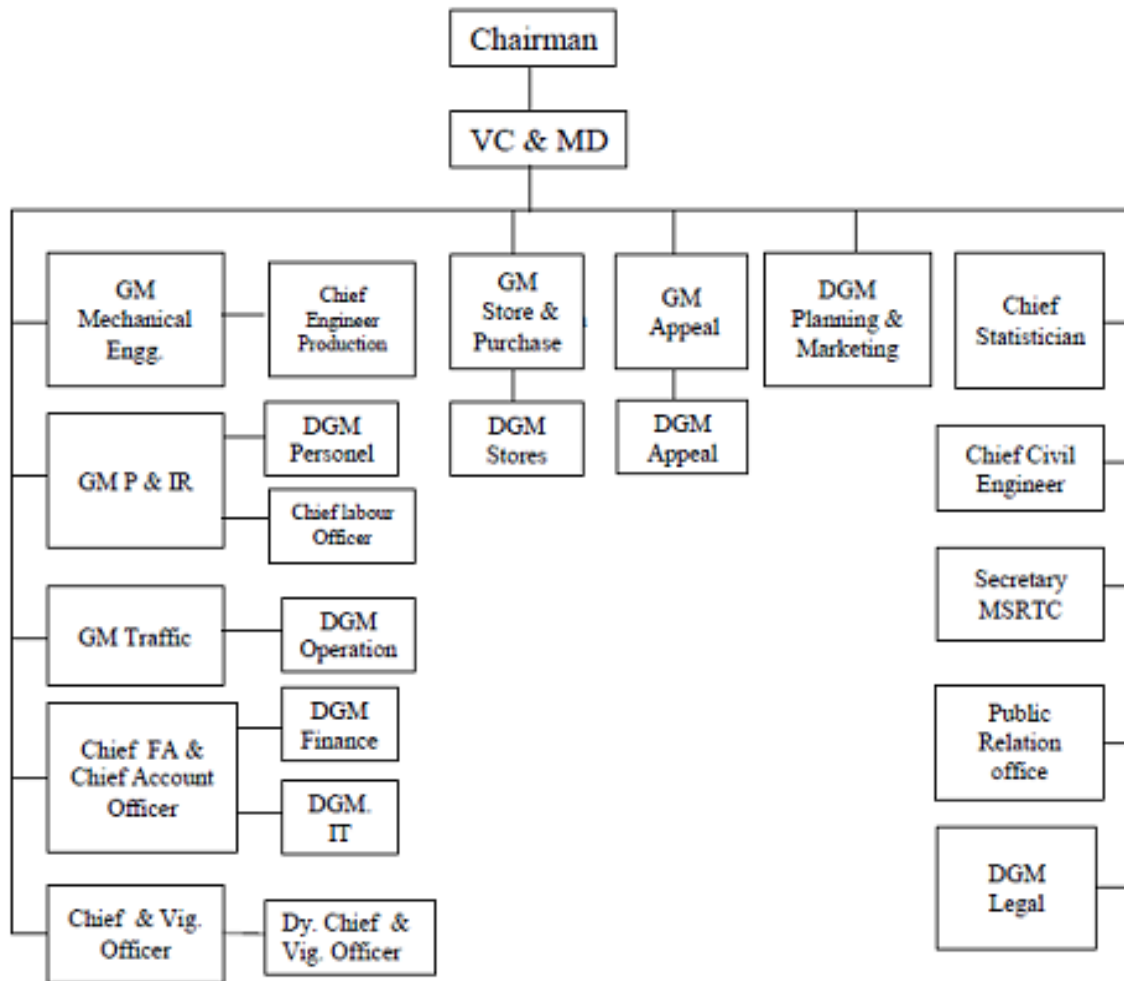 Chairman
VC & MD
GM
Mechanical
Engg.
Chief
Engineer
Production
GM
Store &
Purchase
GM
Appeal
DGM
Planning &
Marketing
Chief
Statistician
GM P & IR
DGM
Personel
Chief labour
Officer
DGM
Stores
DGM
Appeal
Chief Civil
Engineer
GM Traffic
DGM
Operation
Secretary
MSRTC
Chief FA &
Chief Account
Officer
DGM
Finance
DGM.
IT
Public
Relation
office
Chief & Vig.
Officer
Dy. Chief &
Vig. Officer
DGM
Legal